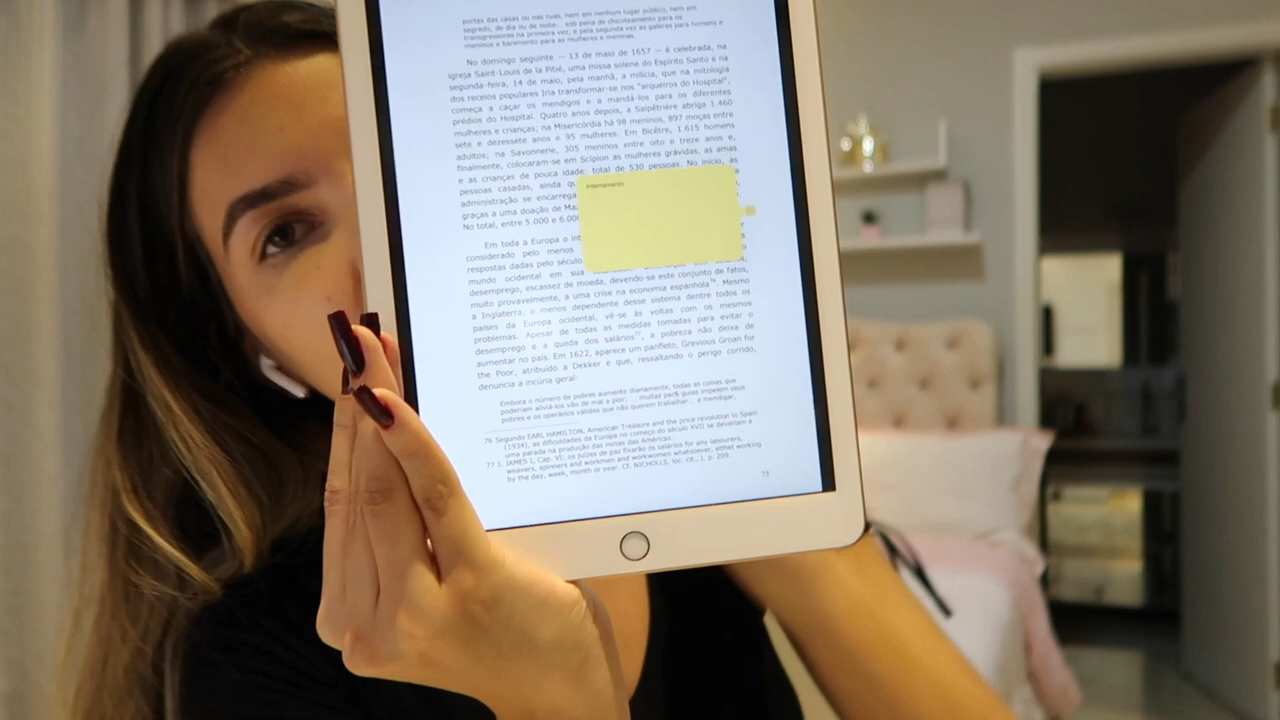 portas das casas ou nas ruas, nem em nenhum lugar público, nem em
segredo, de dia ou de noite... sob pena de chicoteamento para os
transgressores na primeira vez, e pela segunda vez as galeras para homens e
meninos e banimento para as mulheres e meninas.
No domingo seguinte — 13 de maio de 1657 — é celebrada, na
igreja Saint-Louis de la Pitié, uma missa solene do Espírito Santo e na
segunda-feira, 14 de maio, pela manhã, a milícia, que na mitologia
dos receios populares Iria transformar-se nos "arqueiros do Hospital",
começa a caçar os mendigos e a mandá-los para os diferentes
prédios do Hospital. Quatro anos depois, a Salpêtrière abriga 1.460
mulheres e crianças; na Misericórdia há 98 meninos, 897 moças entre
sete e dezessete anos e 95 mulheres. Em Bicêtre, 1.615 homens
adultos; na Savonnerie, 305 meninos entre oito e treze anos e,
finalmente, colocaram-se em Scipion as mulheres grávidas, as amas
e as crianças de pouca idade: total de 530 pessoas. No início, as
pessoas casadas, ainda
administração se encarrega
graças a uma doação de
No total, entre 5.000 e
internamento
Em toda a Europa o
considerado pelo menos
respostas dadas pelo século
mundo ocidental em sua
desemprego, escassez de moeda, devendo-se este conjunto de fatos,
muito provavelmente, a uma crise na economia espanhola76. Mesmo
a Inglaterra, o menos dependente desse sistema dentre todos os
países da Europa ocidental, vê-se às voltas com os mesmos
problemas. Apesar de todas as medidas tomadas para evitar o
desemprego e a queda dos salários77, a pobreza não deixa de
aumentar no país. Em 1622, aparece um panfleto, Grevious Groan for
the Poor, atribuído a Dekker e que, ressaltando o perigo corrido,
denuncia a incúria geral:
Embora o número de pobres aumente diariamente, todas as coisas que
poderiam aliviá-los vão de mal a pior; ... muitas guias impelem seus
pobres e os operários válidos que não querem trabalhar... a mendigar,
76 Segundo EARL HAMILTON, American Treasure and the price revolution in Spain
(1934), as dificuldades da Europa no começo do século XVII se deveriam a
uma parada na produção das minas das Américas.
77 1. JAMES I, Cap. VI: os juízes de paz fixarão os salários for any labourers,
weavers, spinners and workmen and workwomen whatsoever, either working
by the day, week, month or year. Cf. NICHOLLS, loc. cit., I, p. 209.
73